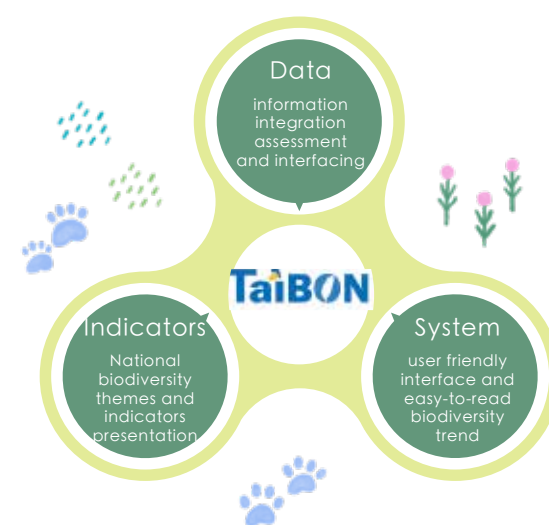 Data
information
integration
assessment
and interfacing
TaiBON
Indicators
National
biodiversity
themes and
indicators
presentation
System
user friendly
interface and
easy-to-read
biodiversity
trend